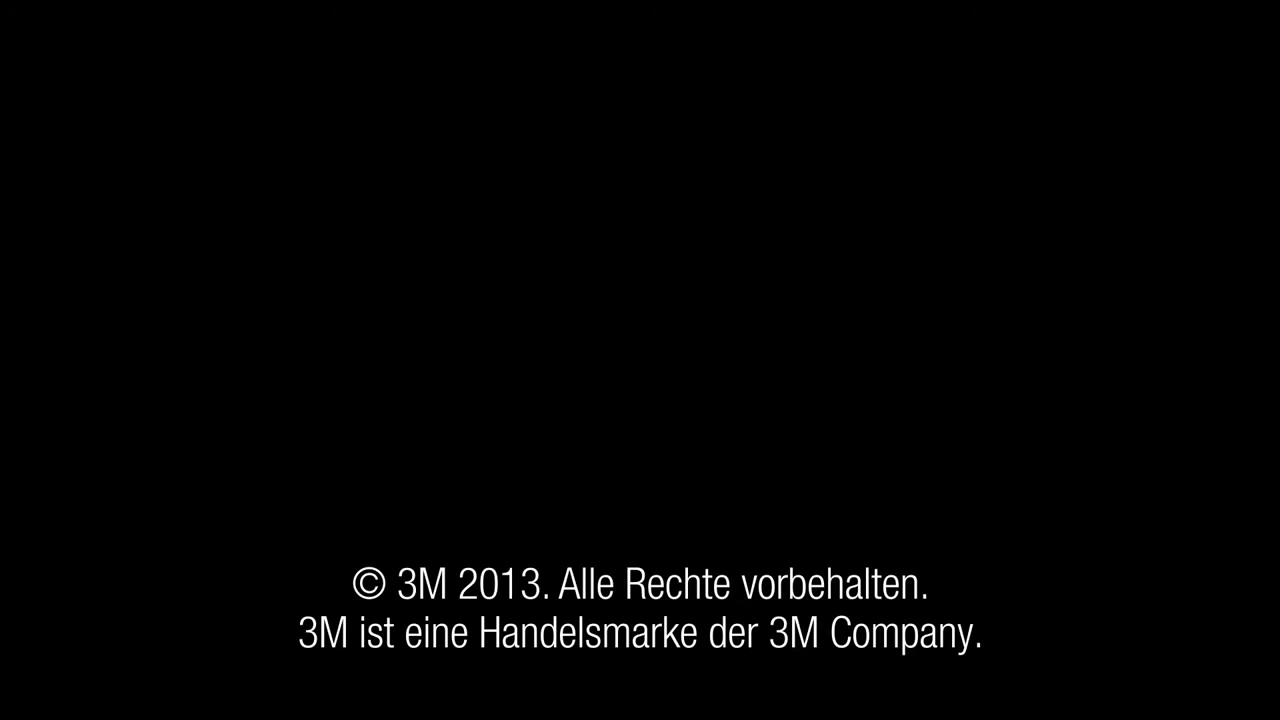 © 3M 2013. Alle Rechte vorbehalten.
3M ist eine Handelsmarke der 3M Company.